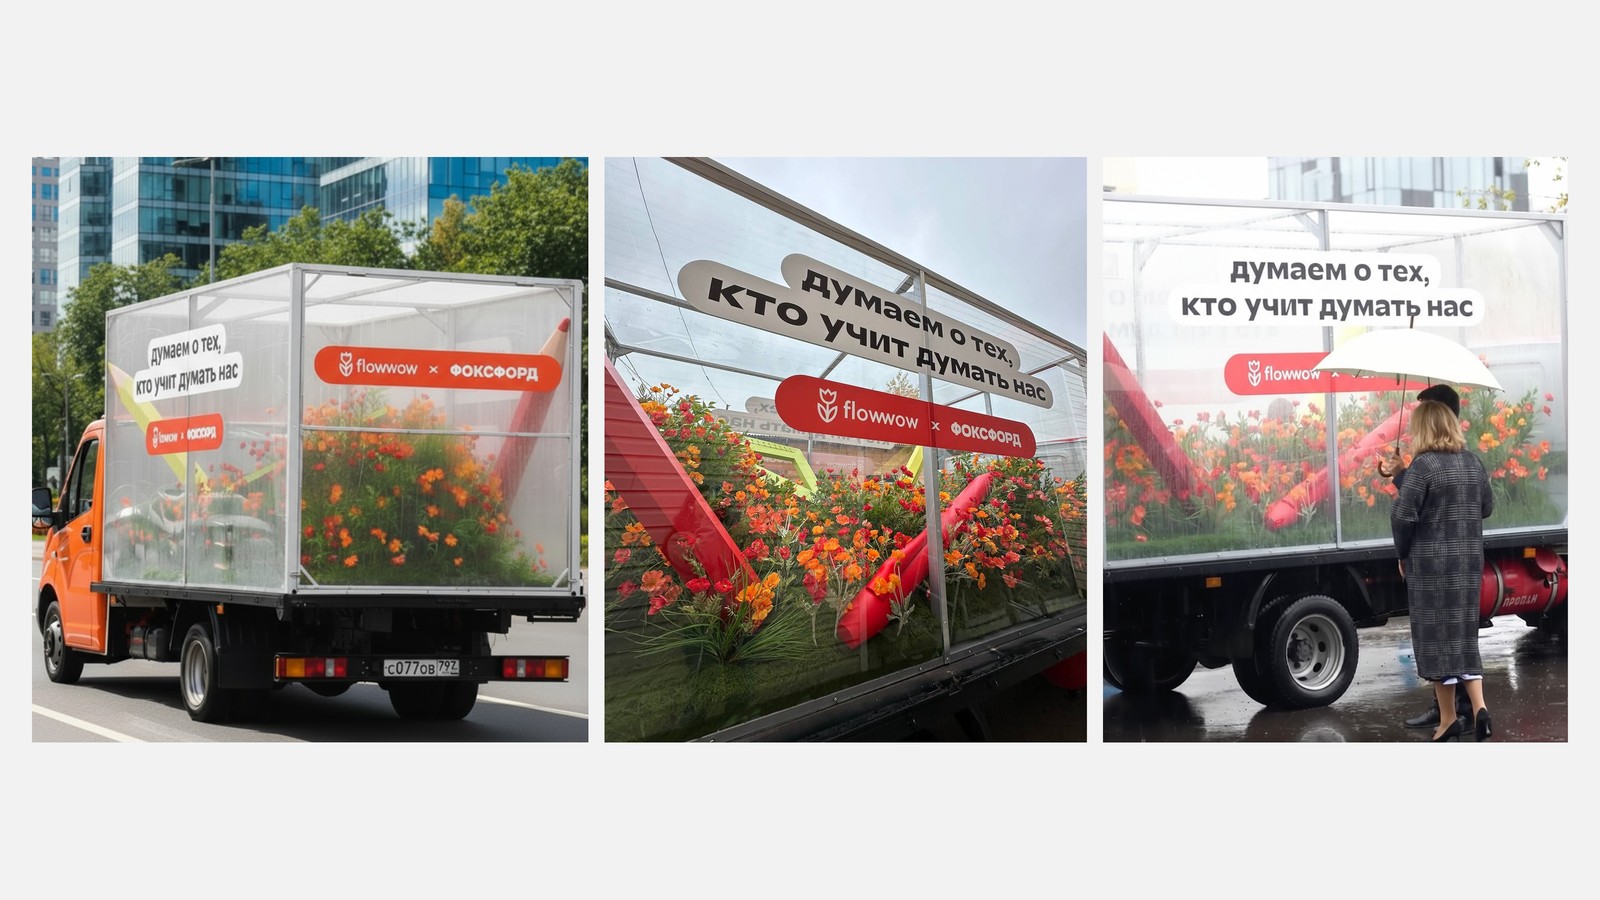 думаем о тех,
кто учит думать нас
flowwow × ФОКСФОРД
flowwow × ФОКСФОРД
С077ОВ 797
думаем о тех,
кто учит думать нас
flowwow × ФОКСФОРД
думаем о тех,
кто учит думать нас
flowwow ×
ПРОПАН